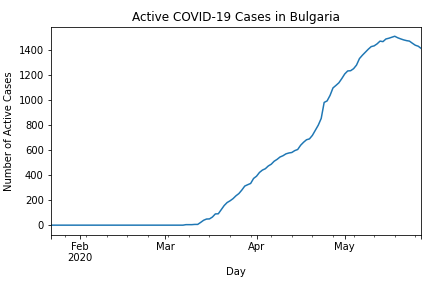 Active COVID-19 Cases in Bulgaria
Number of Active Cases
1400
1200
1000
800
600
400
200
0
Feb Mar Apr May
2020
Day